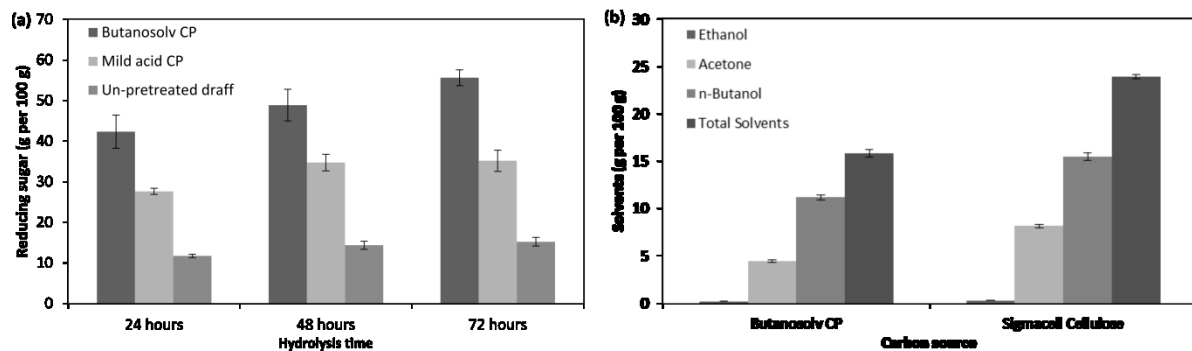 (a)
70
60
50
40
30
20
10
0
Reducing sugar (g per 100 g)
Butanosolv CP
Mild acid CP
Un-pretreated draff
24 hours
48 hours
72 hours
Hydrolysis time
(b)
30
25
20
15
10
5
0
Solvents (g per 100 g)
Ethanol
Acetone
n-Butanol
Total Solvents
Butanosolv CP
Sigmacell Cellulose
Carbon source